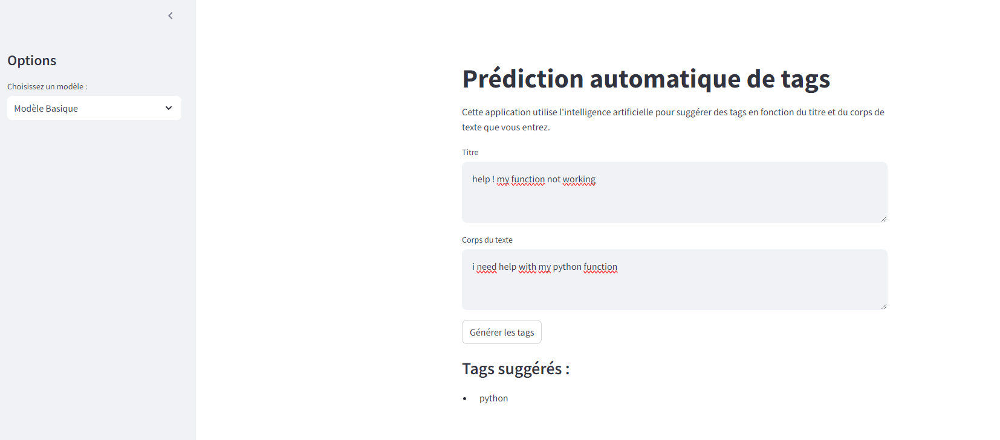 Options
Choisissez un modèle :
Modèle Basique
Prédiction automatique de tags
Cette application utilise l'intelligence artificielle pour suggérer des tags en fonction du titre et du corps de
texte que vous entrez.
Titre
help ! my function not working
Corps du texte
i need help with my python function
Générer les tags
Tags suggérés :
• python